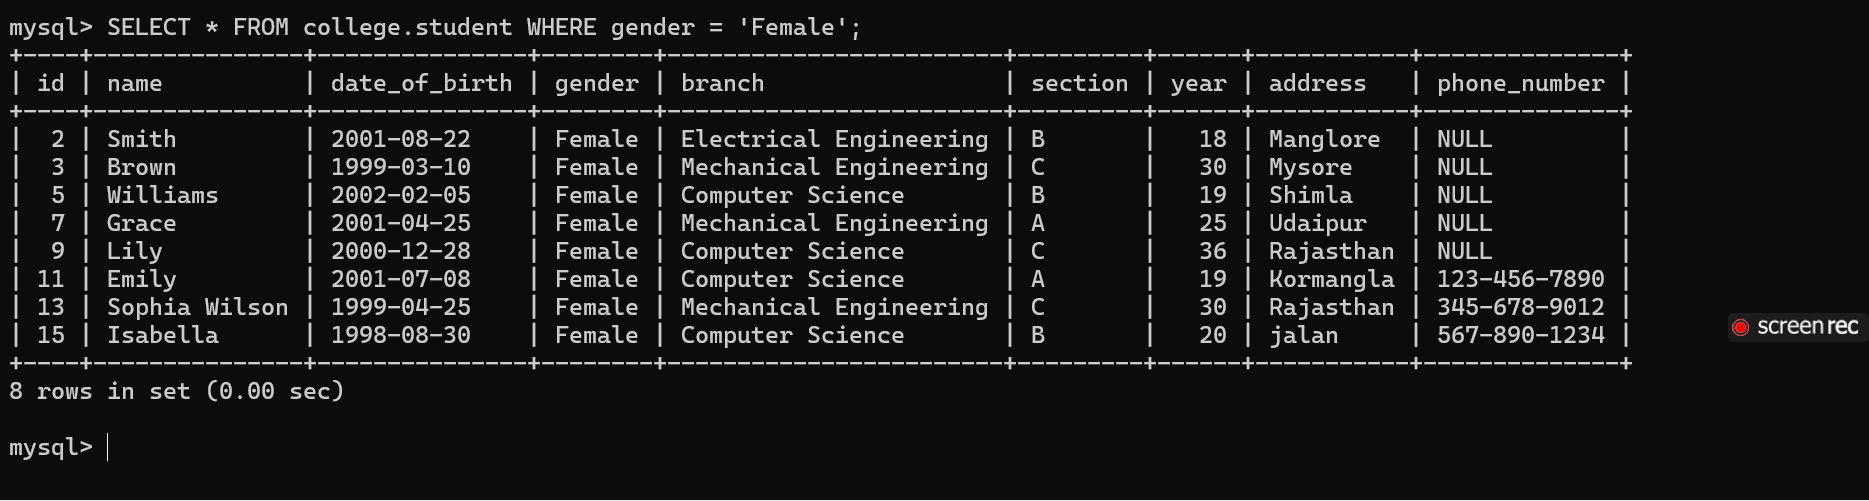 mysql> SELECT * FROM college.student WHERE gender = 'Female';
+----+---------------+---------------+--------+------------------------+---------+------+-----------+--------------+
| id | name          | date_of_birth | gender | branch                 | section | year | address   | phone_number |
+----+---------------+---------------+--------+------------------------+---------+------+-----------+--------------+
|  2 | Smith         | 2001-08-22    | Female | Electrical Engineering | B       |   18 | Manglore  | NULL         |
|  3 | Brown         | 1999-03-10    | Female | Mechanical Engineering | C       |   30 | Mysore    | NULL         |
|  5 | Williams      | 2002-02-05    | Female | Computer Science       | B       |   19 | Shimla    | NULL         |
|  7 | Grace         | 2001-04-25    | Female | Mechanical Engineering | A       |   25 | Udaipur   | NULL         |
|  9 | Lily          | 2000-12-28    | Female | Computer Science       | C       |   36 | Rajasthan | NULL         |
| 11 | Emily         | 2001-07-08    | Female | Computer Science       | A       |   19 | Kormangla | 123-456-7890 |
| 13 | Sophia Wilson | 1999-04-25    | Female | Mechanical Engineering | C       |   30 | Rajasthan | 345-678-9012 |
| 15 | Isabella      | 1998-08-30    | Female | Computer Science       | B       |   20 | jalan     | 567-890-1234 |
+----+---------------+---------------+--------+------------------------+---------+------+-----------+--------------+
8 rows in set (0.00 sec)
mysql>
screenrec